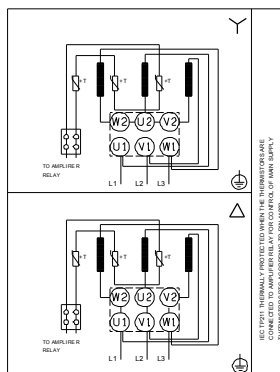 +T
+T
+T
W2 U2 V2
U1 V1 W1
TO AMPLIFIER
RELAY
L1 L2 L3
+T
+T
+T
W2 U2 V2
U1 V1 W1
TO AMPLIFIER
RELAY
L1 L2 L3
IEC TP211 THERMALLY PROTECTED WHEN THE THERMISTORS ARE
CONNECTED TO AMPLIFIER RELAY FOR CONTROL OF MAIN SUPPLY